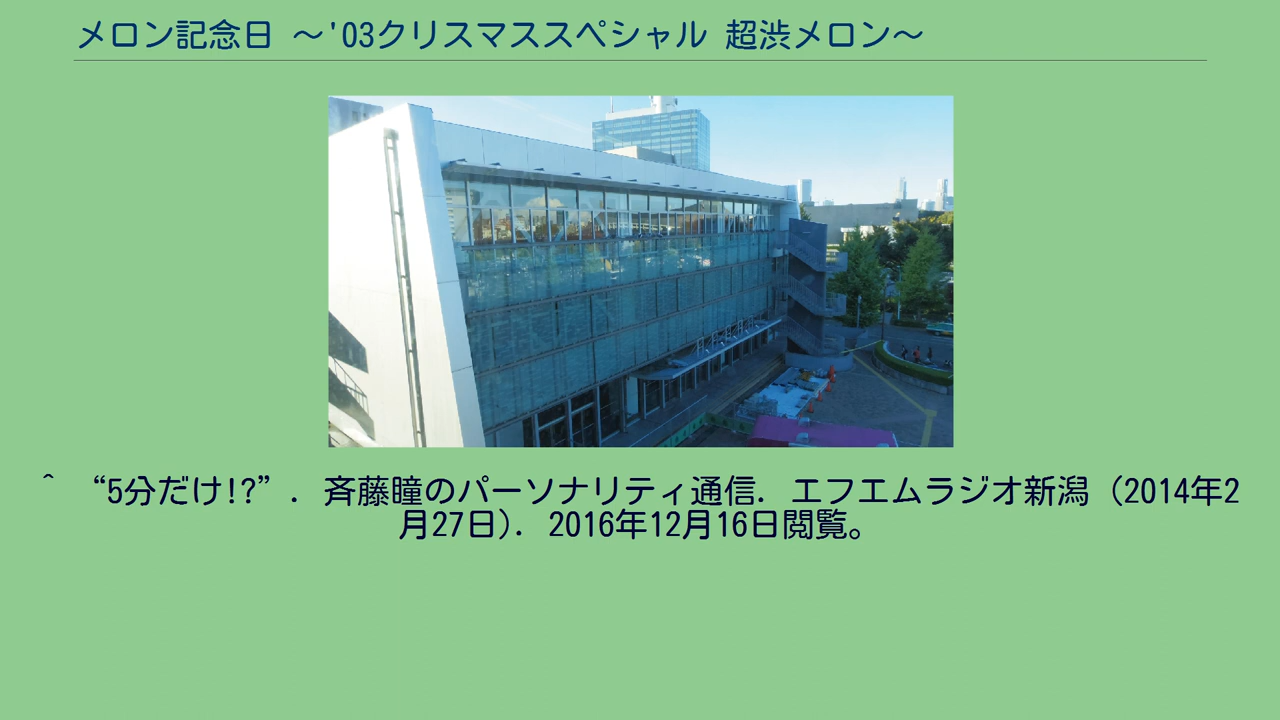 メロン記念日 〜'03クリスマススペシャル 超渋メロン〜
^ “5分だけ!?”. 斉藤瞳のパーソナリティ通信. エフエムラジオ新潟 (2014年2
月27日). 2016年12月16日閲覧。